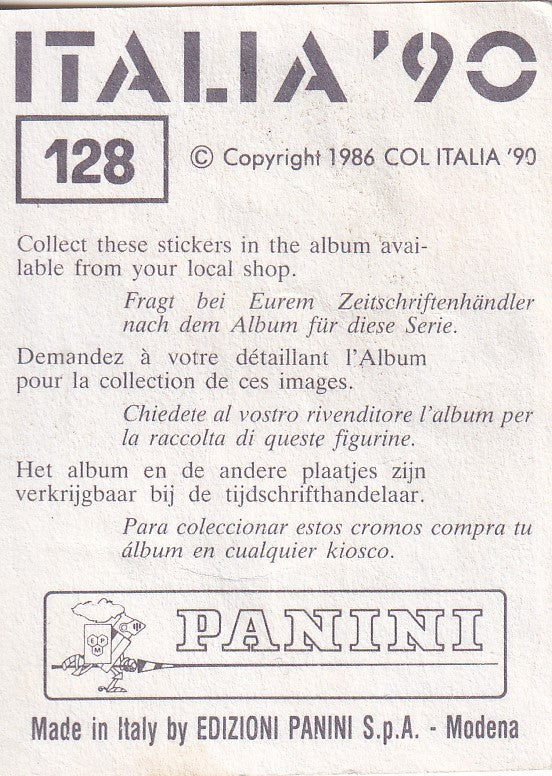 ITALIA '90
128
© Copyright 1986 COL ITALIA '90
Collect these stickers in the album avai-
lable from your local shop.
Fragt bei Eurem Zeitschriftenhändler
nach dem Album für diese Serie.
Demandez à votre détaillant l'Album
pour la collection de ces images.
Chiedete al vostro rivenditore l'album per
la raccolta di queste figurine.
Het album en de andere plaatjes zijn
verkrijgbaar bij de tijdschrifthandelaar.
Para coleccionar estos cromos compra tu
álbum en cualquier kiosco.
E P
M
PANINI
Made in Italy by EDIZIONI PANINI S.p.A. - Modena